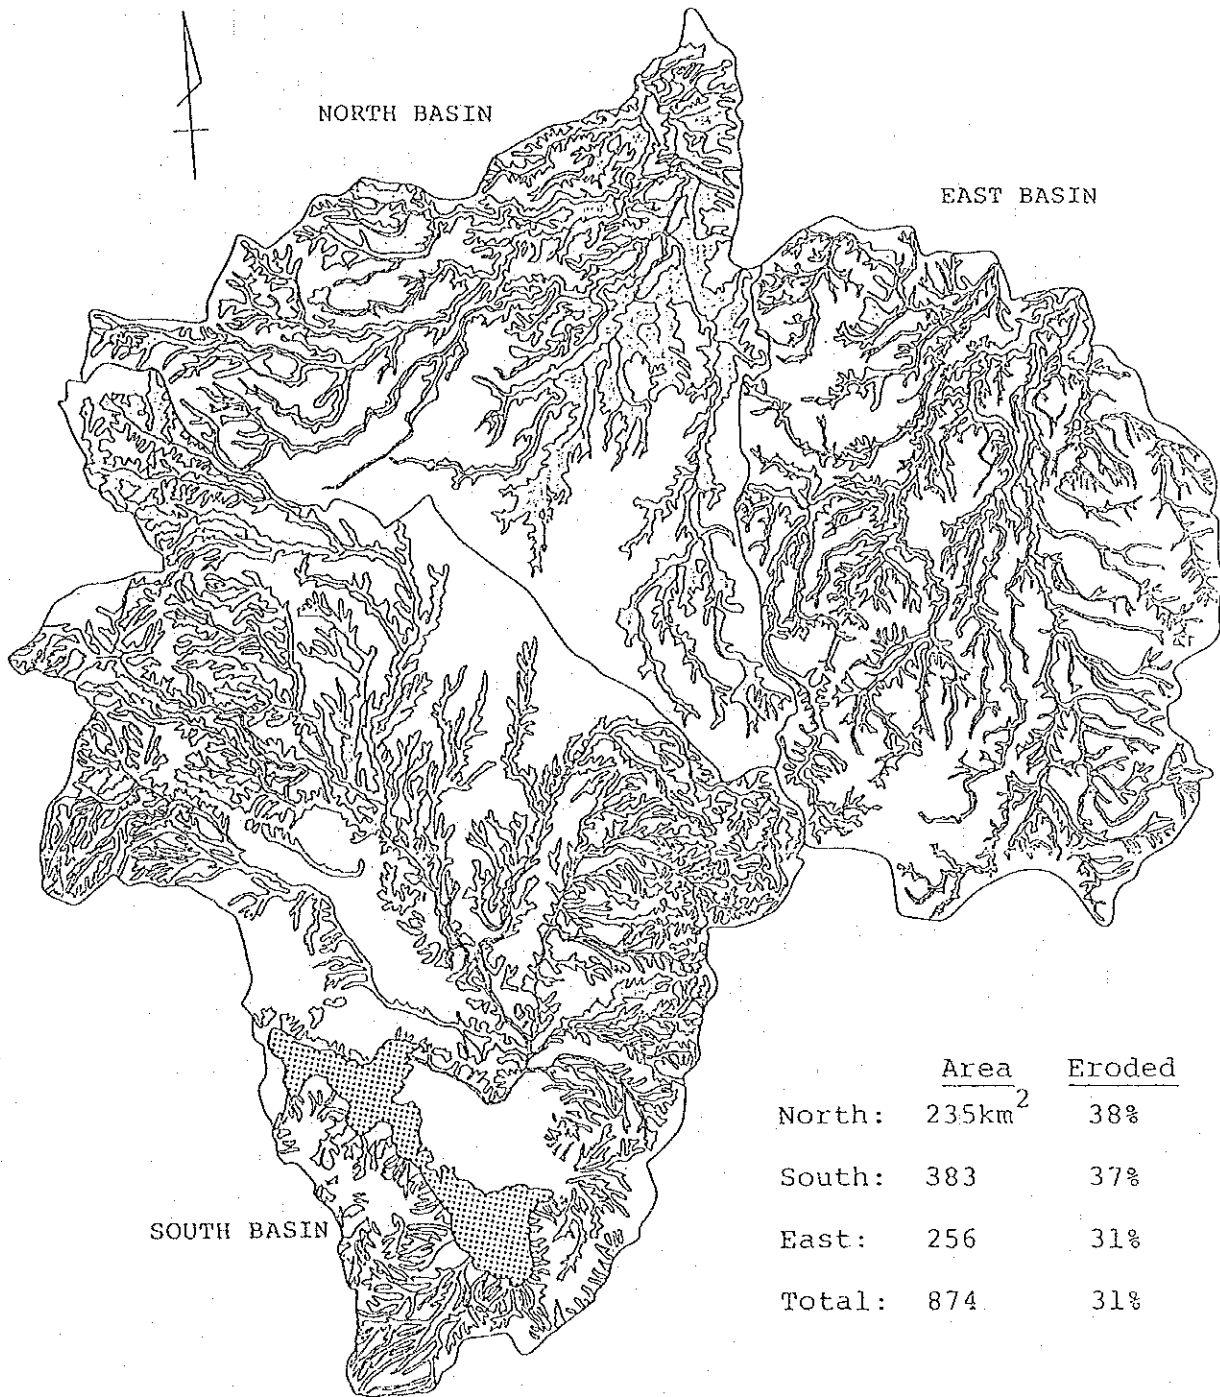 NORTH BASIN
EAST BASIN
SOUTH BASIN
Area Eroded
North: 235km² 38%
South: 383 37%
East: 256 31%
Total: 874 31%